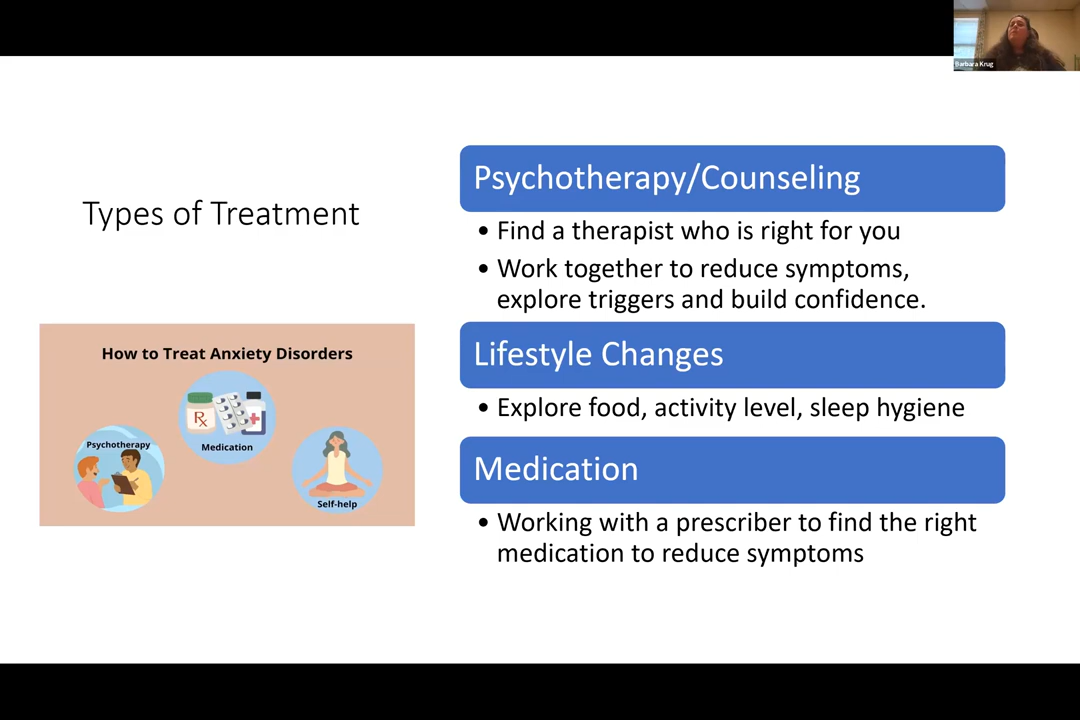 Barbara Krug
Types of Treatment
How to Treat Anxiety Disorders
Psychotherapy
Medication
Self-help
Psychotherapy/Counseling
• Find a therapist who is right for you
• Work together to reduce symptoms,
explore triggers and build confidence.
Lifestyle Changes
• Explore food, activity level, sleep hygiene
Medication
• Working with a prescriber to find the right
medication to reduce symptoms